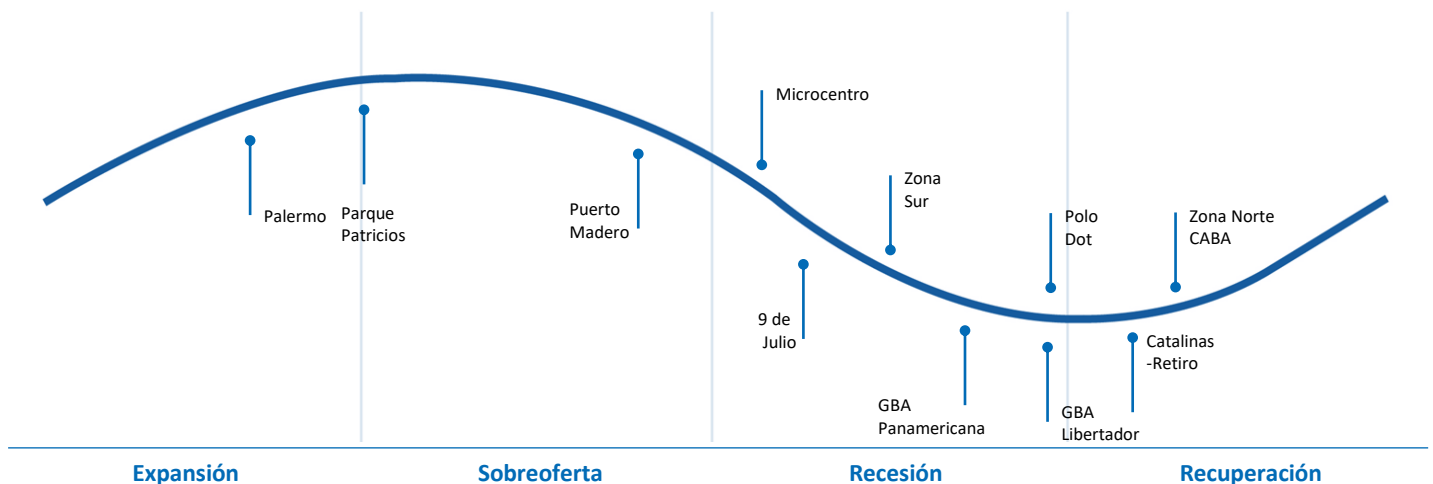 Microcentro
Zona
Sur
Palermo
Parque
Patricios
Puerto
Madero
Polo
Dot
Zona Norte
CABA
9 de
Julio
Catalinas
-Retiro
GBA
Panamericana
GBA
Libertador
Expansión
Sobreoferta
Recesión
Recuperación